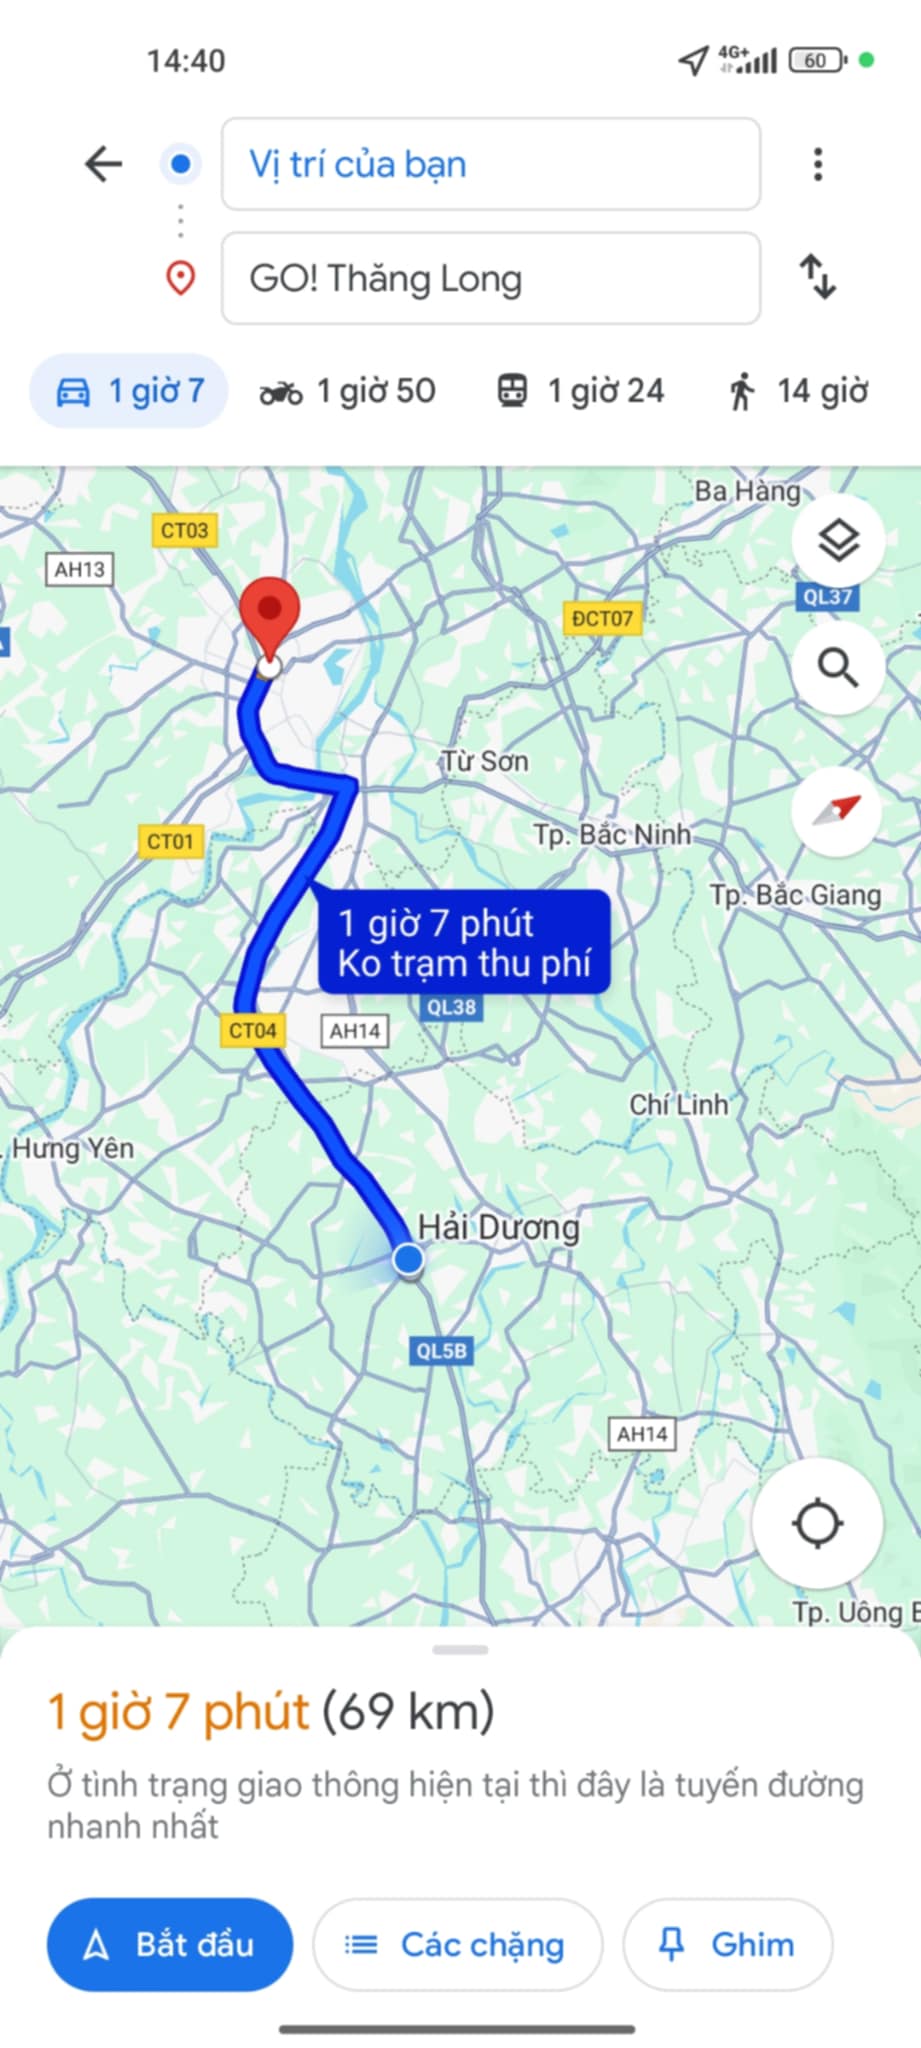 14:40
4G+
60
Vị trí của bạn
GO! Thăng Long
1 giờ 7
1 giờ 50
1 giờ 24
14 giờ
Ba Hàng
CT03
AH13
QL37
ĐCT07
Từ Sơn
Tp. Bắc Ninh
CT01
Tp. Bắc Giang
1 giờ 7 phút
Ko trạm thu phí
QL38
CT04
AH14
Chí Linh
. Hưng Yên
Hải Dương
QL5B
AH14
Tp. Uông B
1 giờ 7 phút (69 km)
Ở tình trạng giao thông hiện tại thì đây là tuyến đường
nhanh nhất
Bắt đầu
Các chặng
Ghim